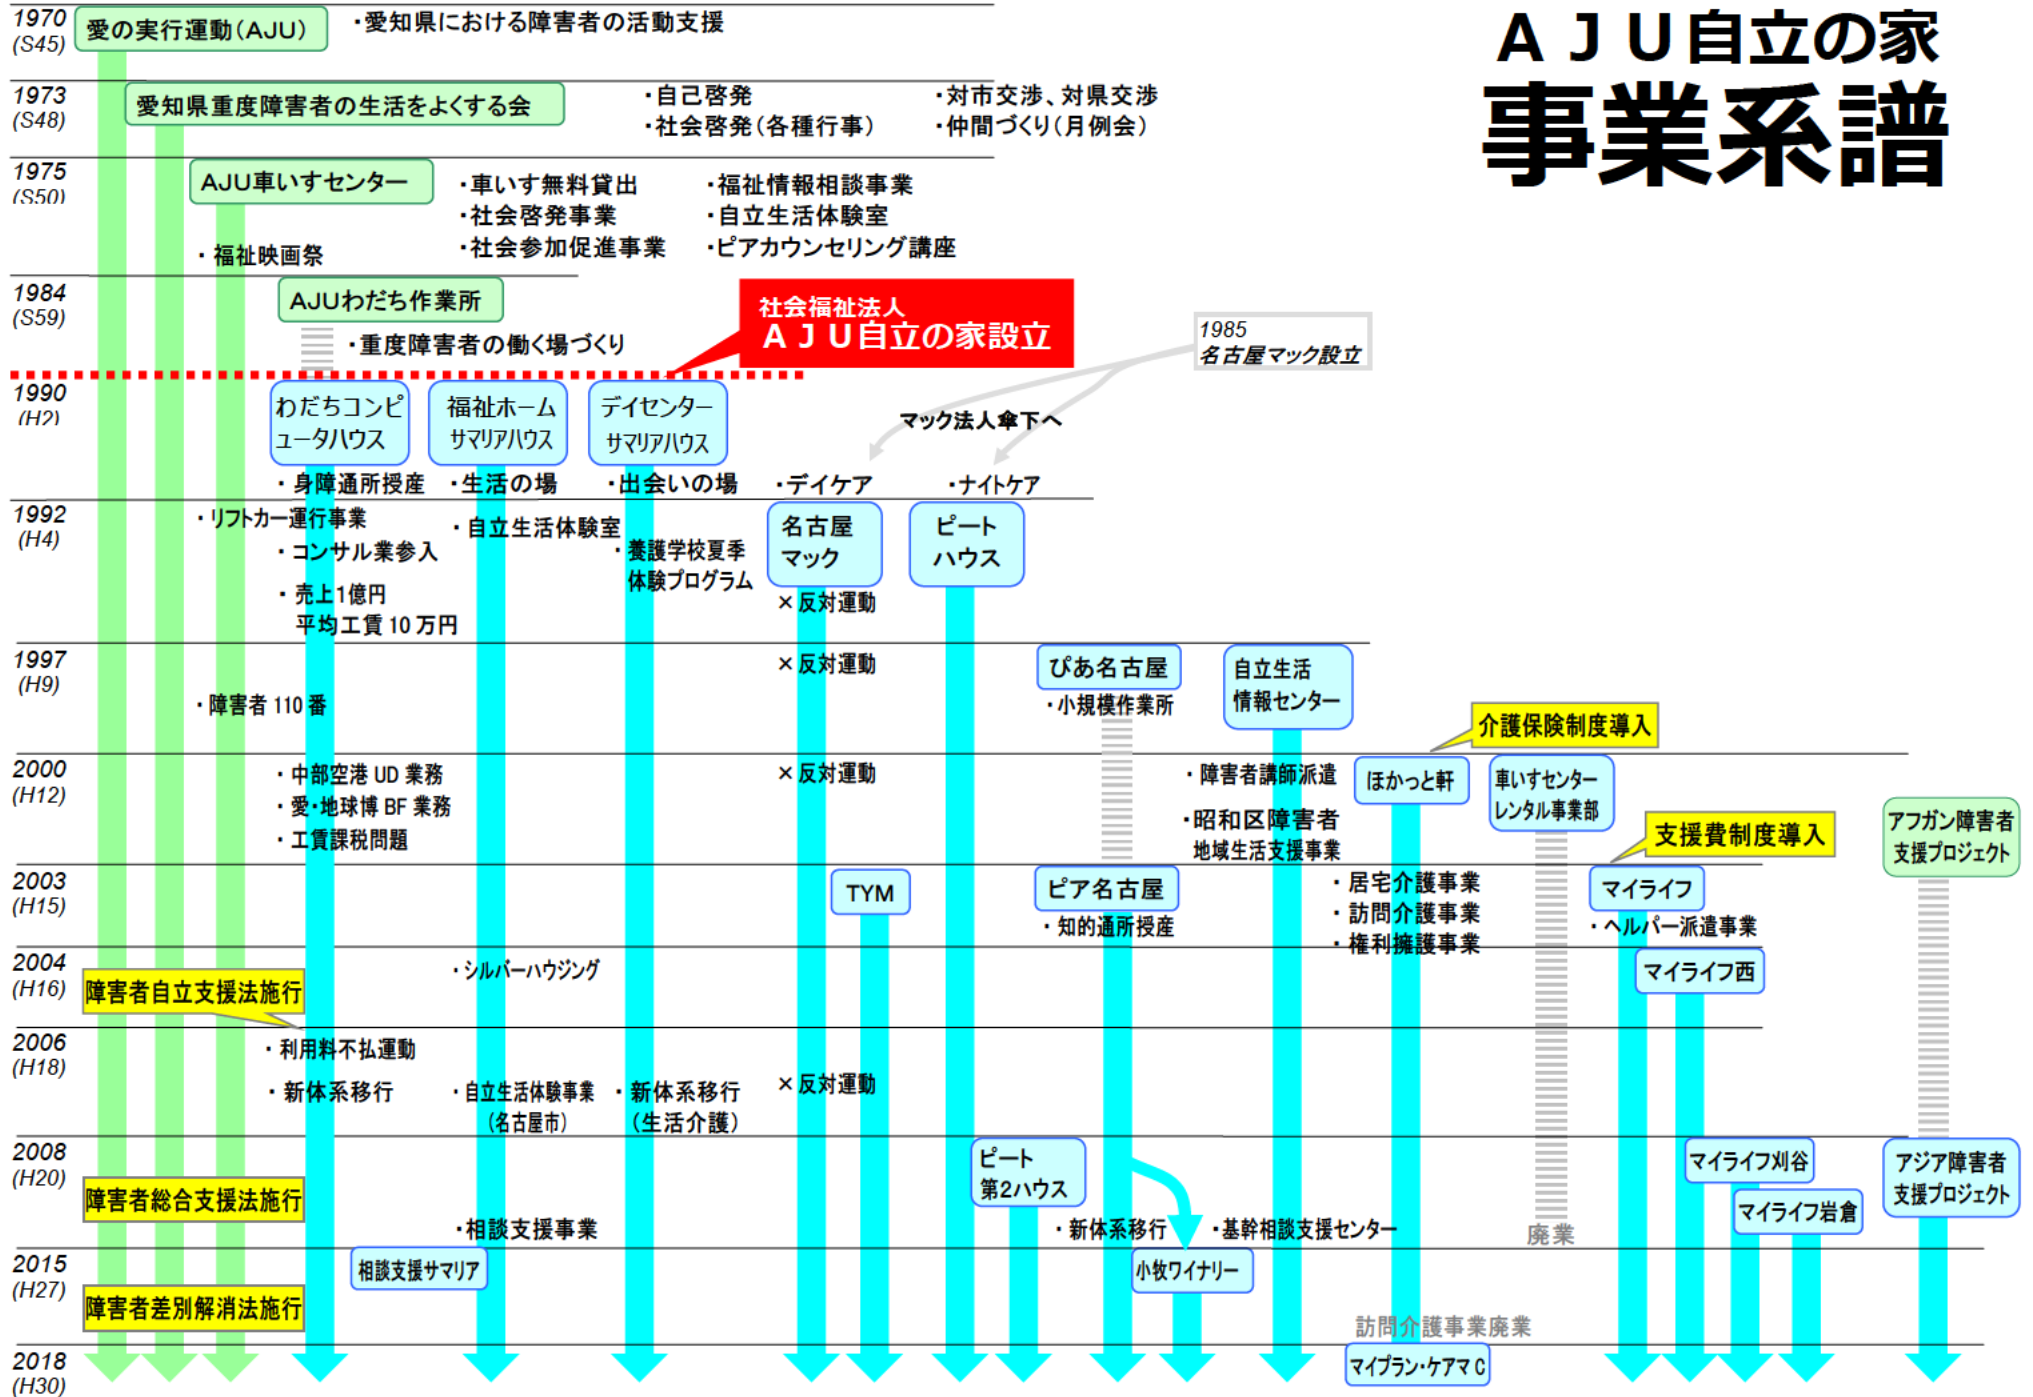 AJU自立の家
事業系譜
1970
(S45)
愛の実行運動(AJU)
・愛知県における障害者の活動支援
1973
(S48)
愛知県重度障害者の生活をよくする会
・自己啓発
・社会啓発(各種行事)
・対市交渉、対県交渉
・仲間づくり(月例会)
1975
(S50)
AJU車いすセンター
・車いす無料貸出
・社会啓発事業
・社会参加促進事業
・福祉情報相談事業
・自立生活体験室
・ピアカウンセリング講座
・福祉映画祭
1984
(S59)
AJUわだち作業所
・重度障害者の働く場づくり
社会福祉法人
AJU自立の家設立
1985
名古屋マック設立
マック法人傘下へ
1990
(H2)
わだちコンピ
ュータハウス
福祉ホーム
サマリアハウス
デイセンター
サマリアハウス
・身障通所授産
・生活の場
・出会いの場
・デイケア
・ナイトケア
1992
(H4)
・リフトカー運行事業
・コンサル業参入
・売上1億円
平均工賃10万円
・自立生活体験室
・養護学校夏季
体験プログラム
名古屋
マック
×反対運動
ピート
ハウス
1997
(H9)
・障害者110番
×反対運動
ぴあ名古屋
・小規模作業所
自立生活
情報センター
介護保険制度導入
2000
(H12)
・中部空港UD業務
・愛・地球博BF業務
・工賃課税問題
×反対運動
・障害者講師派遣
・昭和区障害者
地域生活支援事業
ほかっと軒
車いすセンター
レンタル事業部
支援費制度導入
アフガン障害者
支援プロジェクト
2003
(H15)
TYM
ピア名古屋
・知的通所授産
・居宅介護事業
・訪問介護事業
・権利擁護事業
マイライフ
・ヘルパー派遣事業
2004
(H16)
障害者自立支援法施行
・シルバーハウジング
マイライフ西
2006
(H18)
・利用料不払運動
・新体系移行
・自立生活体験事業
(名古屋市)
・新体系移行
(生活介護)
×反対運動
2008
(H20)
障害者総合支援法施行
・相談支援事業
ピート
第2ハウス
・新体系移行
・基幹相談支援センター
廃業
マイライフ刈谷
マイライフ岩倉
アジア障害者
支援プロジェクト
2015
(H27)
障害者差別解消法施行
相談支援サマリア
小牧ワイナリー
訪問介護事業廃業
2018
(H30)
マイプラン・ケアマC